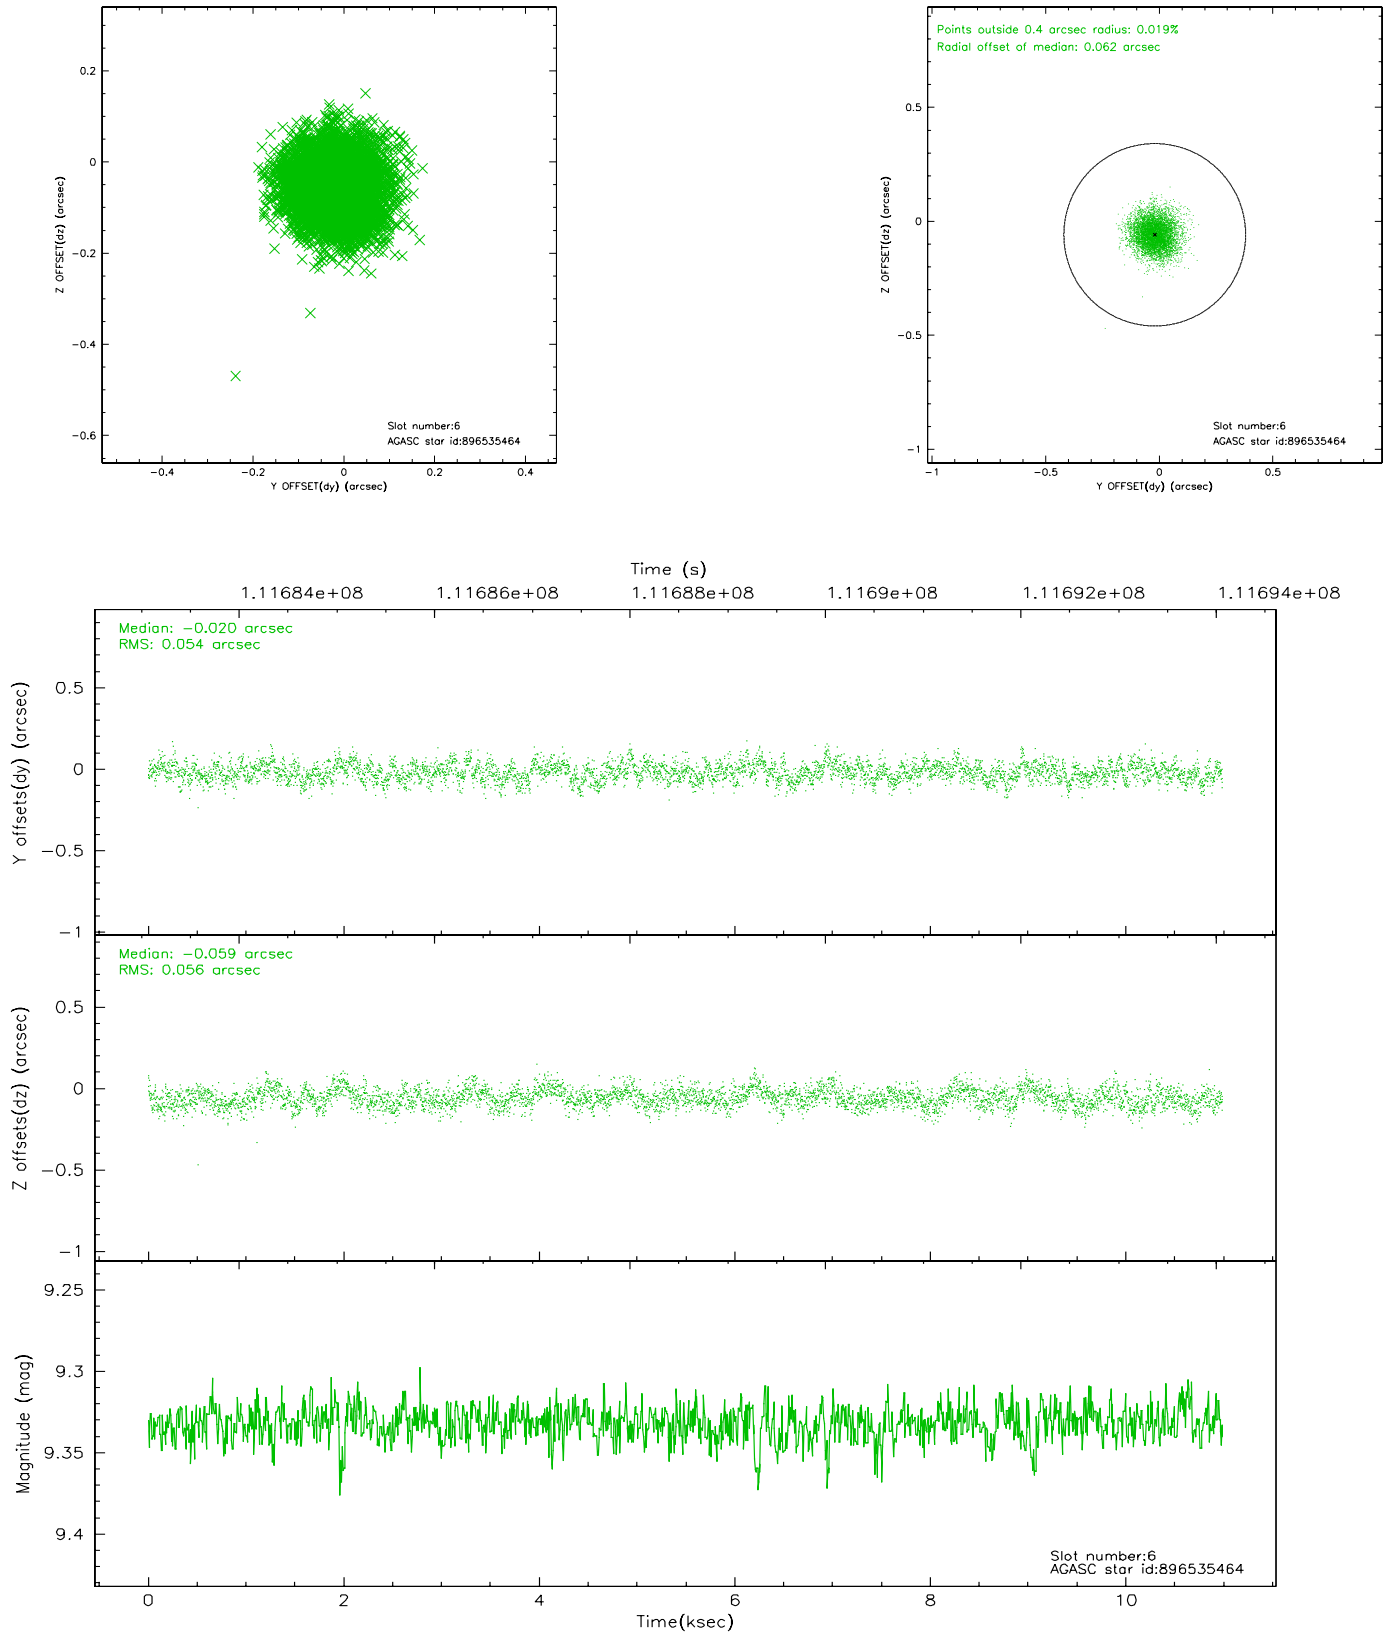 0.2
0
−0.2
−0.4
−0.6
Z OFFSET(dz) (arcsec)
−0.4
−0.2
0
0.2
0.4
Y OFFSET(dy) (arcsec)
Slot number:6
AGASC star id:896535464
Points outside 0.4 arcsec radius: 0.019%
Radial offset of median: 0.062 arcsec
0.5
0
−0.5
−1
Z OFFSET(dz) (arcsec)
−1
−0.5
0
0.5
Y OFFSET(dy) (arcsec)
Slot number:6
AGASC star id:896535464
Time (s)
1.11684e+08
1.11686e+08
1.11688e+08
1.1169e+08
1.11692e+08
1.11694e+08
Median: −0.020 arcsec
RMS: 0.054 arcsec
0.5
0
−0.5
−1
Y offsets(dy) (arcsec)
Median: −0.059 arcsec
RMS: 0.056 arcsec
0.5
0
−0.5
−1
Z offsets(dz) (arcsec)
9.25
9.3
9.35
9.4
Magnitude (mag)
Slot number:6
AGASC star id:896535464
0
2
4
6
8
10
Time(ksec)